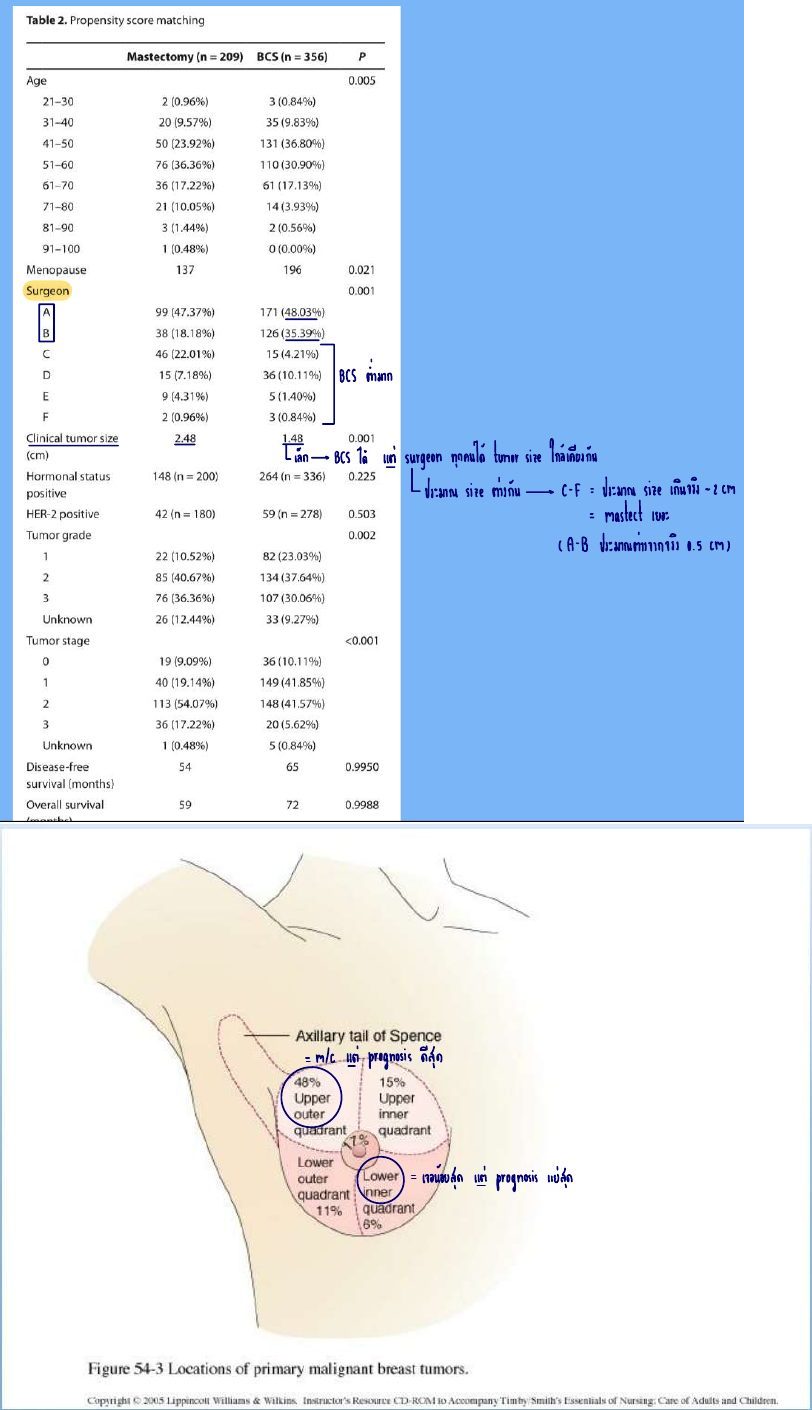 Table 2. Propensity score matching
Mastectomy (n = 209) BCS (n = 356) P
Age 0.005
21–30 2 (0.96%) 3 (0.84%)
31–40 20 (9.57%) 35 (9.83%)
41–50 50 (23.92%) 131 (36.80%)
51–60 76 (36.36%) 110 (30.90%)
61–70 36 (17.22%) 61 (17.13%)
71–80 21 (10.05%) 14 (3.93%)
81–90 3 (1.44%) 2 (0.56%)
91–100 1 (0.48%) 0 (0.00%)
Menopause 137 196 0.021
Surgeon 0.001
A 99 (47.37%) 171 (48.03%)
B 38 (18.18%) 126 (35.39%)
C 46 (22.01%) 15 (4.21%)
D 15 (7.18%) 36 (10.11%)
BCS ต่ำมาก
E 9 (4.31%) 5 (1.40%)
F 2 (0.96%) 3 (0.84%)
Clinical tumor size 2.48 1.48 0.001
(cm)
เล็ก → BCS ได้ แต่ surgeon ทุกคนได้ tumor size ใกล้เคียงกัน
Hormonal status 148 (n = 200) 264 (n = 336) 0.225
positive
ประมาณ size ต่างกัน → C-F = ประมาณ size เกินจริง ~2 cm
HER-2 positive 42 (n = 180) 59 (n = 278) 0.503
= mastect เยอะ
Tumor grade 0.002
(A-B ประมาณต่างจากจริง 0.5 cm)
1 22 (10.52%) 82 (23.03%)
2 85 (40.67%) 134 (37.64%)
3 76 (36.36%) 107 (30.06%)
Unknown 26 (12.44%) 33 (9.27%)
Tumor stage <0.001
0 19 (9.09%) 36 (10.11%)
1 40 (19.14%) 149 (41.85%)
2 113 (54.07%) 148 (41.57%)
3 36 (17.22%) 20 (5.62%)
Unknown 1 (0.48%) 5 (0.84%)
Disease-free 54 65 0.9950
survival (months)
Overall survival 59 72 0.9988
Axillary tail of Spence
= m/c แต่ prognosis ดีสุด
48%
Upper
outer
quadrant
15%
Upper
inner
quadrant
17%
Lower
outer
quadrant
11%
Lower
inner
quadrant
6%
= เจอน้อยสุด แต่ prognosis แย่สุด
Figure 54-3 Locations of primary malignant breast tumors.
Copyright © 2005 Lippincott Williams & Wilkins. Instructor's Resource CD-ROM to Accompany Timby/Smith's Essentials of Nursing: Care of Adults and Children.